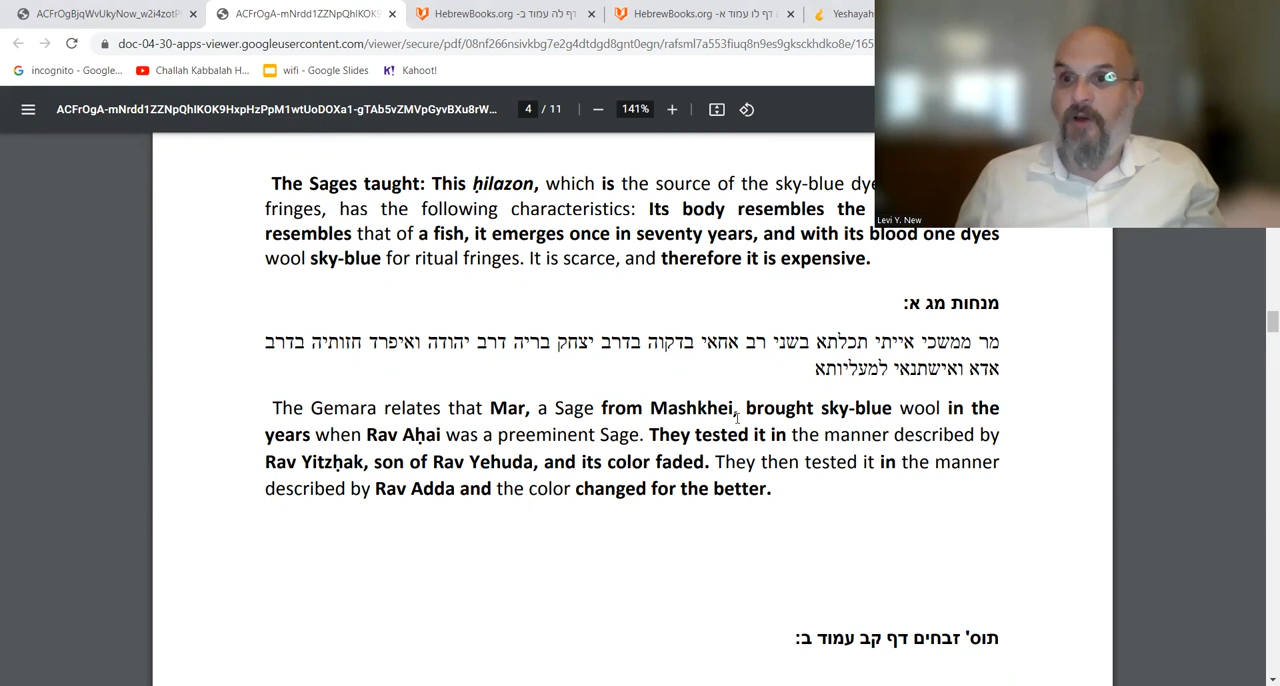 ACFrOgBjqWvUkyNow_w2i4zotP
ACFrOgA-mNrdd1ZZNpQhIKOK9
HebrewBooks.org - דף לה עמוד ב
HebrewBooks.org - דף לו עמוד א
Yeshayah
doc-04-30-apps-viewer.googleusercontent.com/viewer/secure/pdf/08nf266nsivkbg7e2g4dtdgd8gnt0egn/rafsml7a553fiuq8n9es9gksckhdko8e/165
incognito - Google...
Challah Kabbalah H...
wifi - Google Slides
Kahoot!
ACFrOgA-mNrdd1ZZNpQhIKOK9HxpHzPpM1wtUoDOXa1-gTAb5vZMVpGyvBXu8rW...
4 / 11
141%
Levi Y. New
The Sages taught: This ḥilazon, which is the source of the sky-blue dye
fringes, has the following characteristics: Its body resembles the
resembles that of a fish, it emerges once in seventy years, and with its blood one dyes
wool sky-blue for ritual fringes. It is scarce, and therefore it is expensive.
מנחות מג א:
מר ממשכי אייתי תכלתא בשני רב אחאי בדקוה בדרב יצחק בריה דרב יהודה ואיפרד חזותיה בדרב
אדא ואישתנאי למעליותא
The Gemara relates that Mar, a Sage from Mashkhei, brought sky-blue wool in the
years when Rav Aḥai was a preeminent Sage. They tested it in the manner described by
Rav Yitzḥak, son of Rav Yehuda, and its color faded. They then tested it in the manner
described by Rav Adda and the color changed for the better.
תוס' זבחים דף קב עמוד ב: